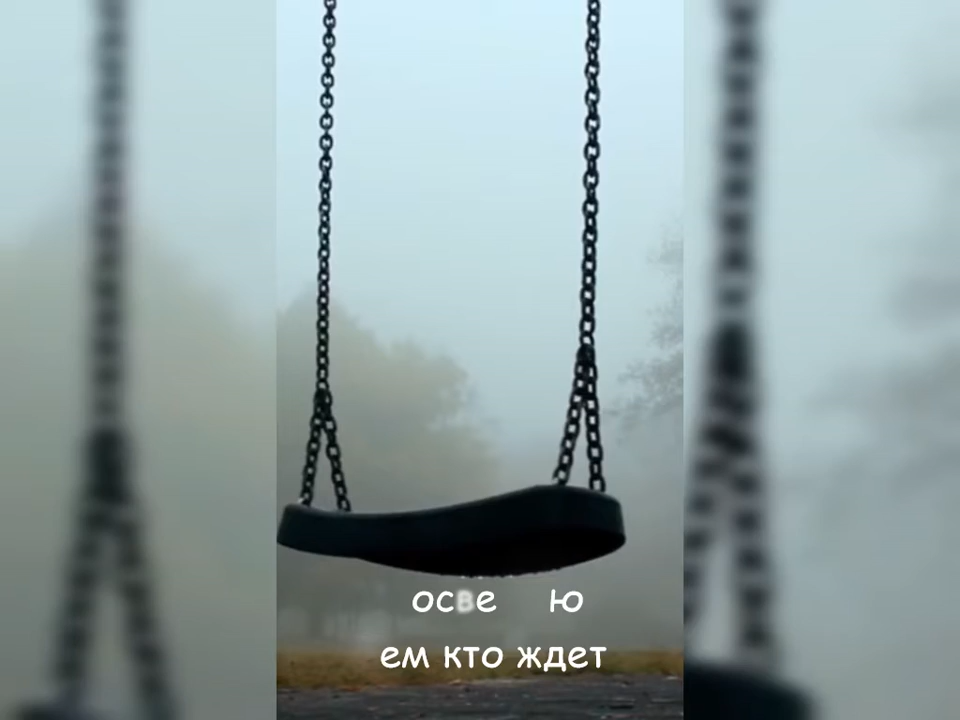 осве ю
ем кто ждет